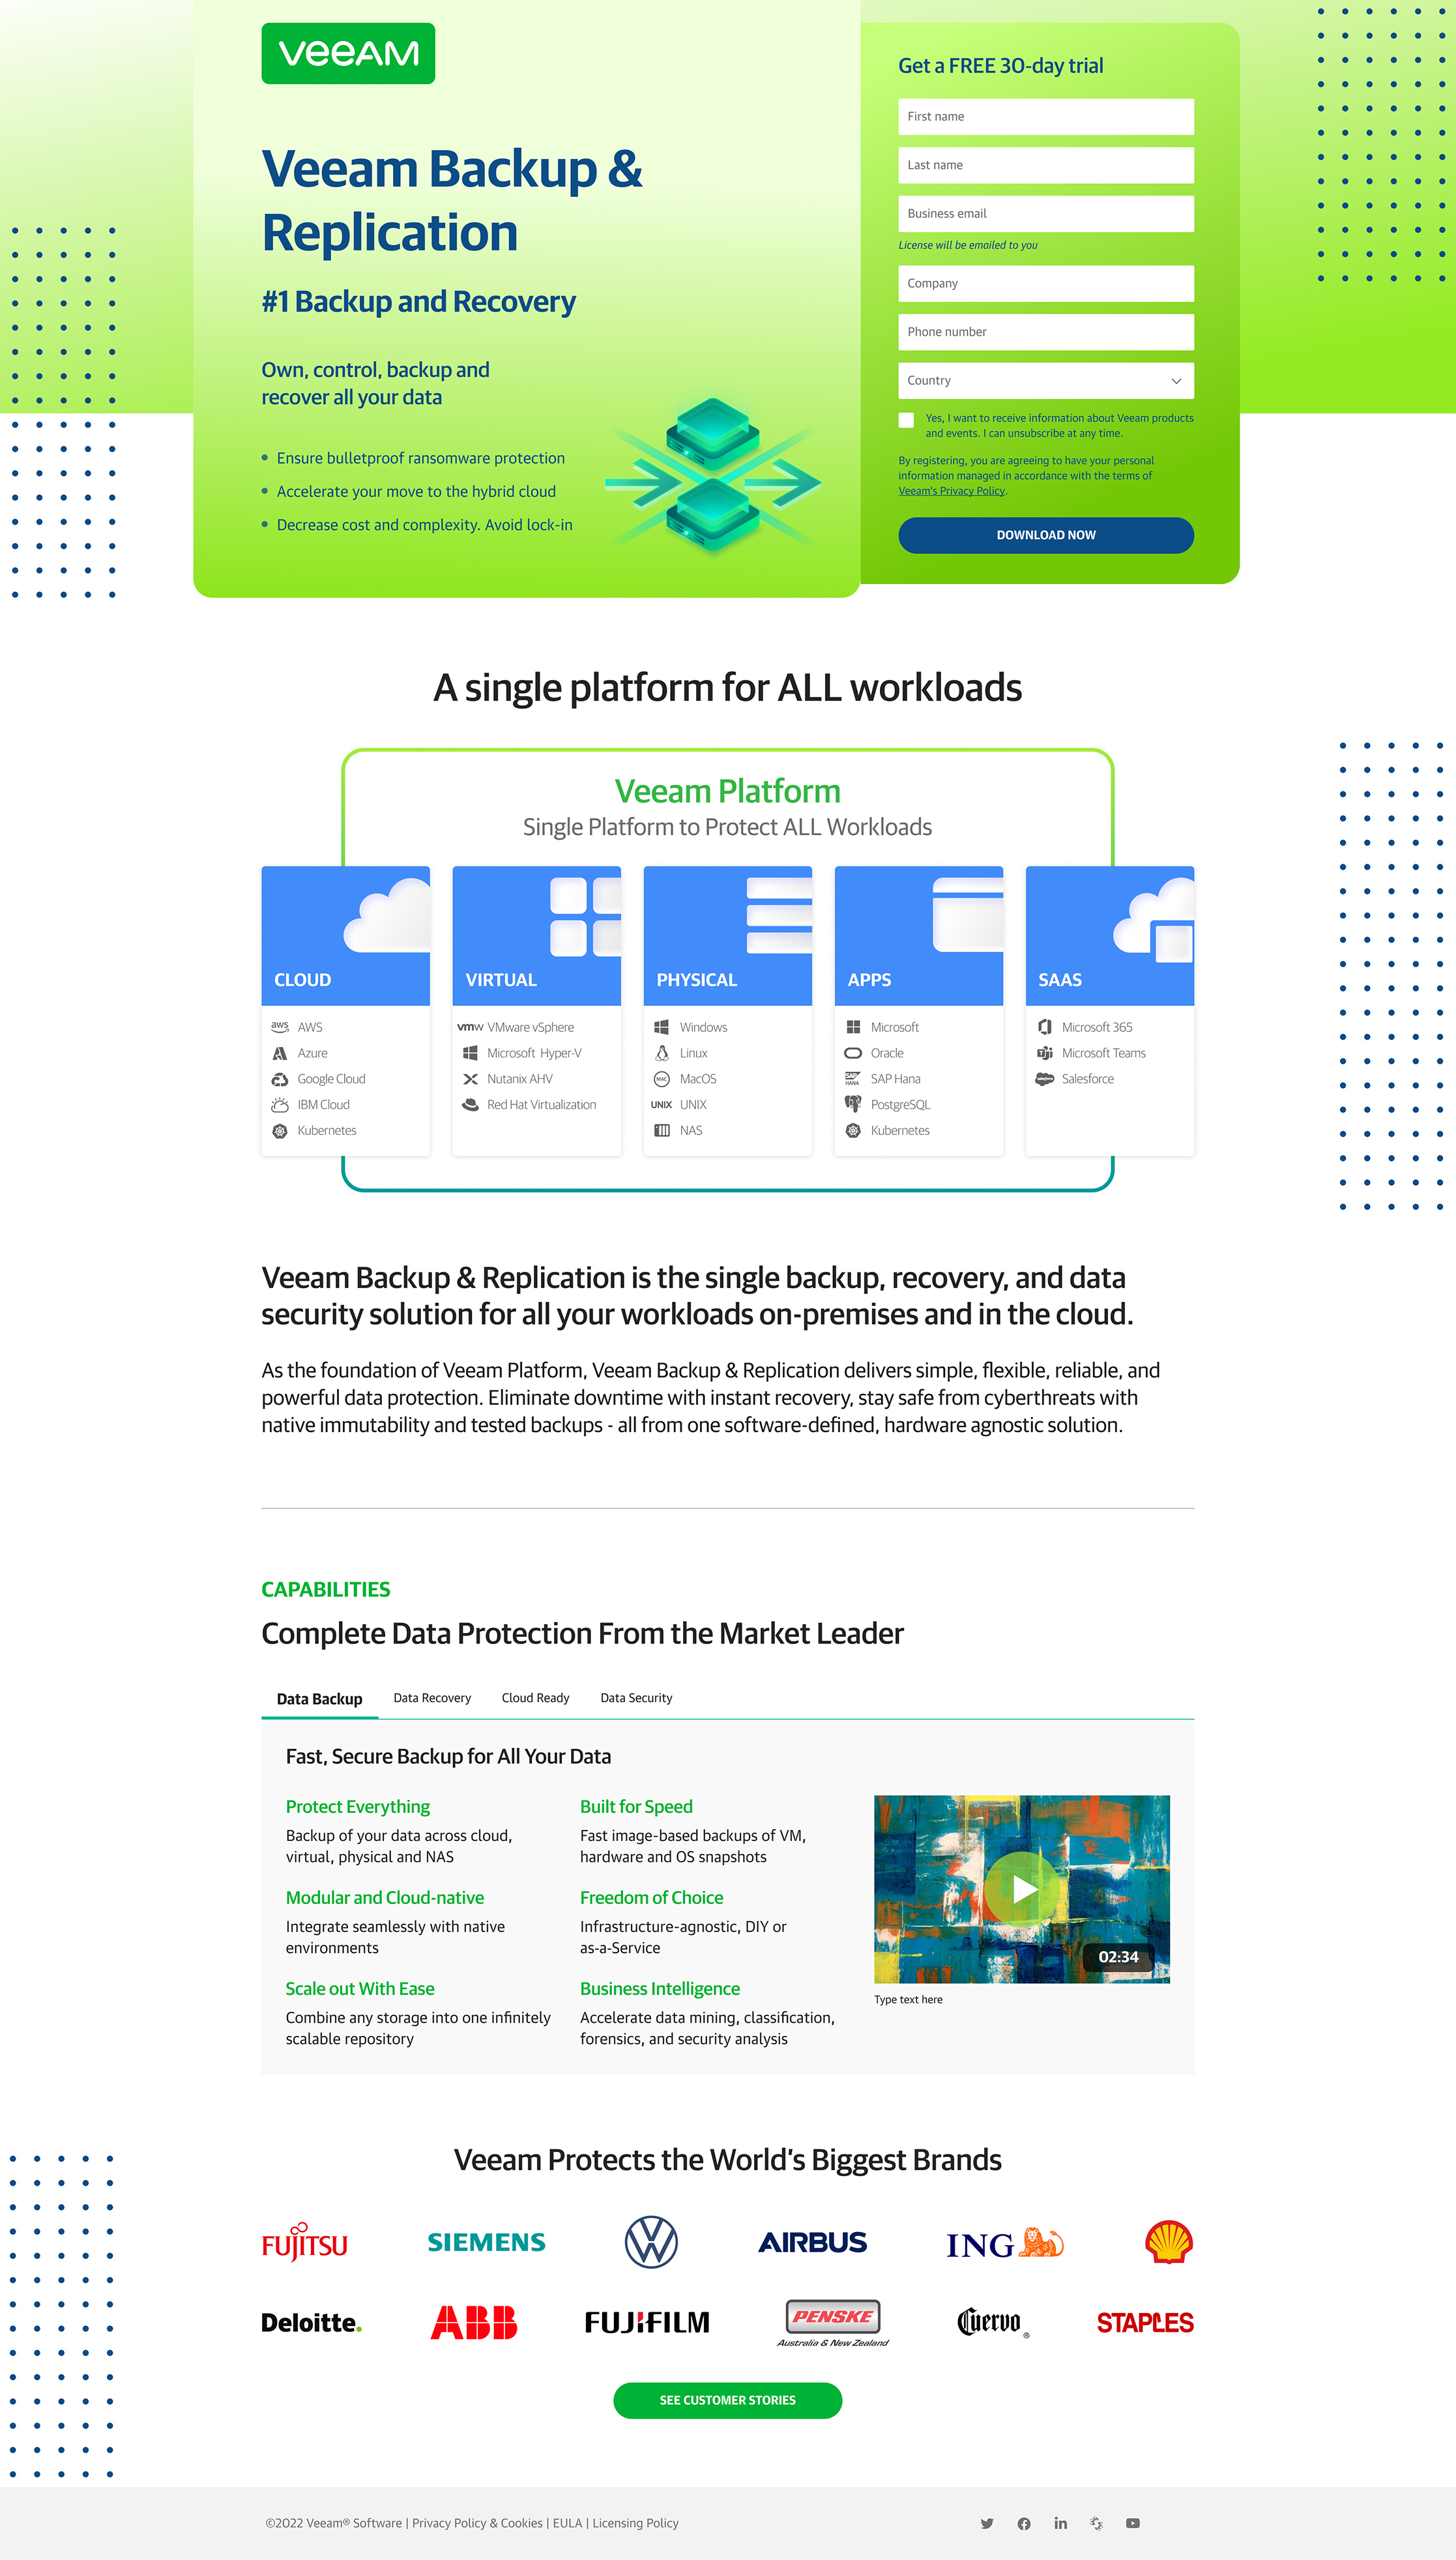 veeAM
Veeam Backup &
Replication
#1 Backup and Recovery
Own, control, backup and
recover all your data
• Ensure bulletproof ransomware protection
• Accelerate your move to the hybrid cloud
• Decrease cost and complexity. Avoid lock-in
Get a FREE 30-day trial
First name
Last name
Business email
License will be emailed to you
Company
Phone number
Country
Yes, I want to receive information about Veeam products
and events. I can unsubscribe at any time.
By registering, you are agreeing to have your personal
information managed in accordance with the terms of
Veeam's Privacy Policy.
DOWNLOAD NOW
A single platform for ALL workloads
Veeam Platform
Single Platform to Protect ALL Workloads
CLOUD
aws AWS
Azure
Google Cloud
IBM Cloud
Kubernetes
VIRTUAL
vmw VMware vSphere
Microsoft Hyper-V
Nutanix AHV
Red Hat Virtualization
PHYSICAL
Windows
Linux
MAC MacOS
UNIX UNIX
NAS
APPS
Microsoft
Oracle
SAP HANA SAP Hana
PostgreSQL
Kubernetes
SAAS
Microsoft 365
Microsoft Teams
Salesforce
Veeam Backup & Replication is the single backup, recovery, and data
security solution for all your workloads on-premises and in the cloud.
As the foundation of Veeam Platform, Veeam Backup & Replication delivers simple, flexible, reliable, and
powerful data protection. Eliminate downtime with instant recovery, stay safe from cyberthreats with
native immutability and tested backups - all from one software-defined, hardware agnostic solution.
CAPABILITIES
Complete Data Protection From the Market Leader
Data Backup Data Recovery Cloud Ready Data Security
Fast, Secure Backup for All Your Data
Protect Everything
Backup of your data across cloud,
virtual, physical and NAS
Modular and Cloud-native
Integrate seamlessly with native
environments
Scale out With Ease
Combine any storage into one infinitely
scalable repository
Built for Speed
Fast image-based backups of VM,
hardware and OS snapshots
Freedom of Choice
Infrastructure-agnostic, DIY or
as-a-Service
Business Intelligence
Accelerate data mining, classification,
forensics, and security analysis
02:34
Type text here
Veeam Protects the World's Biggest Brands
FUJITSU SIEMENS VW AIRBUS ING
Deloitte. ABB FUJIFILM PENSKE Cuervo® STAPLES
Australia & New Zealand
SEE CUSTOMER STORIES
©2022 Veeam® Software | Privacy Policy & Cookies | EULA | Licensing Policy